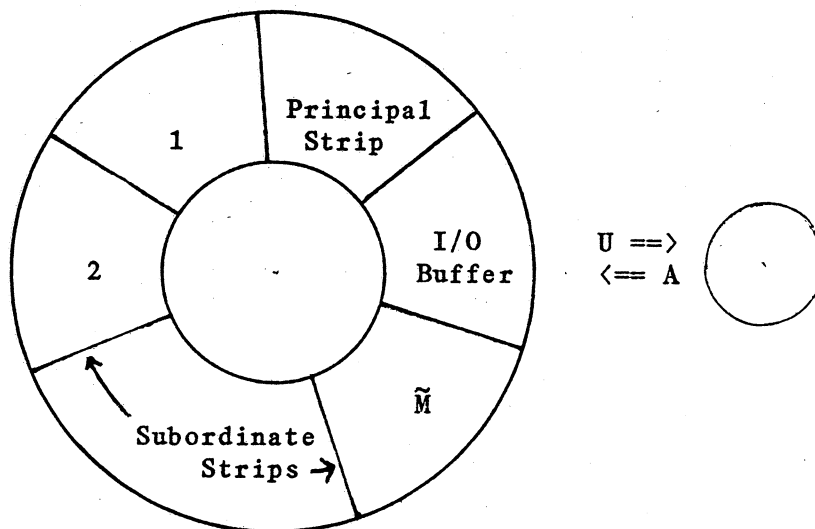 Principal
Strip
1
I/O
Buffer
U ==>
<== A
2
M̃
Subordinate
Strips